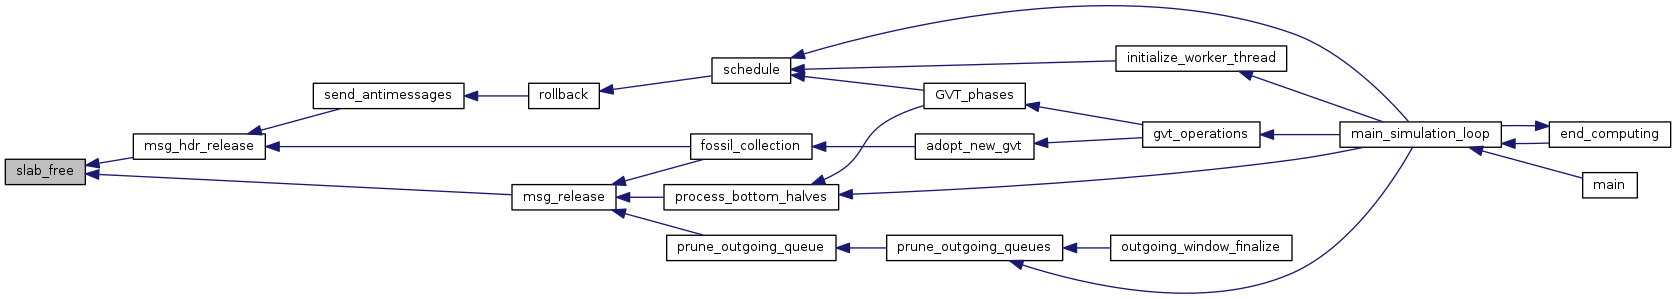 slab_free
msg_hdr_release
send_antimessages
rollback
schedule
initialize_worker_thread
GVT_phases
gvt_operations
main_simulation_loop
end_computing
main
fossil_collection
adopt_new_gvt
msg_release
process_bottom_halves
prune_outgoing_queue
prune_outgoing_queues
outgoing_window_finalize